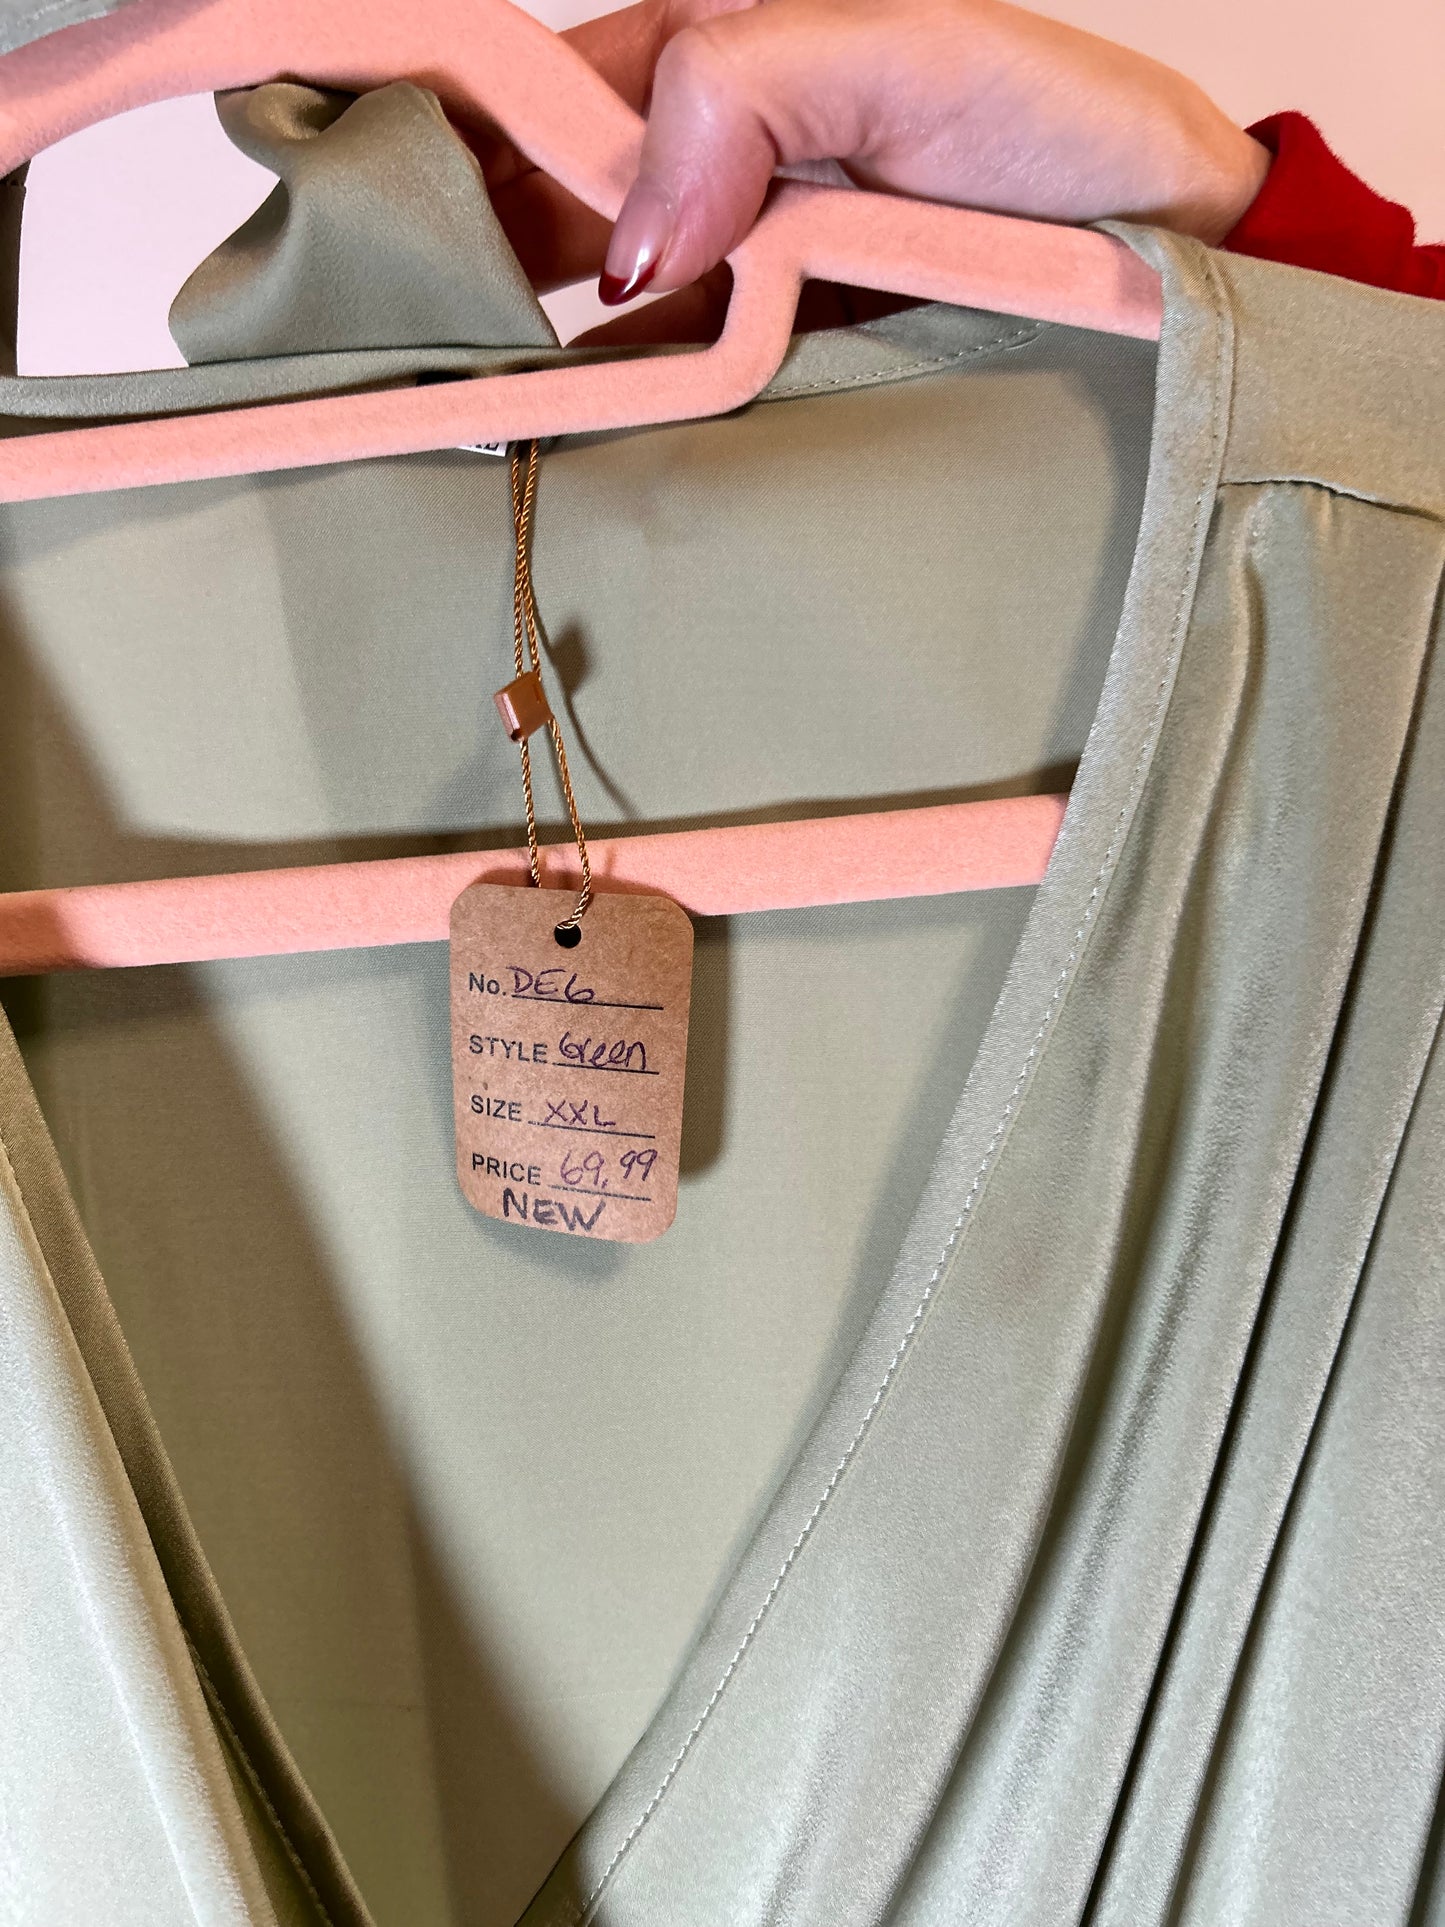 No. DE6
STYLE Green
SIZE XXL
PRICE 69.99
NEW